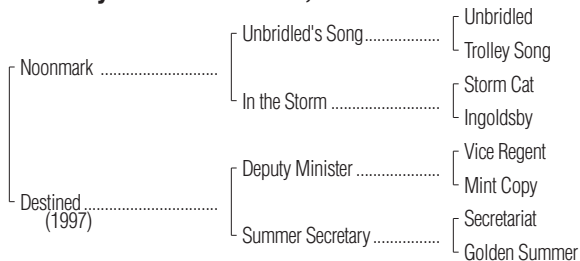 Unbridled
Unbridled's Song
Trolley Song
Noonmark
Storm Cat
In the Storm
Ingoldsby
Vice Regent
Deputy Minister
Mint Copy
Destined
(1997)
Secretariat
Summer Secretary
Golden Summer